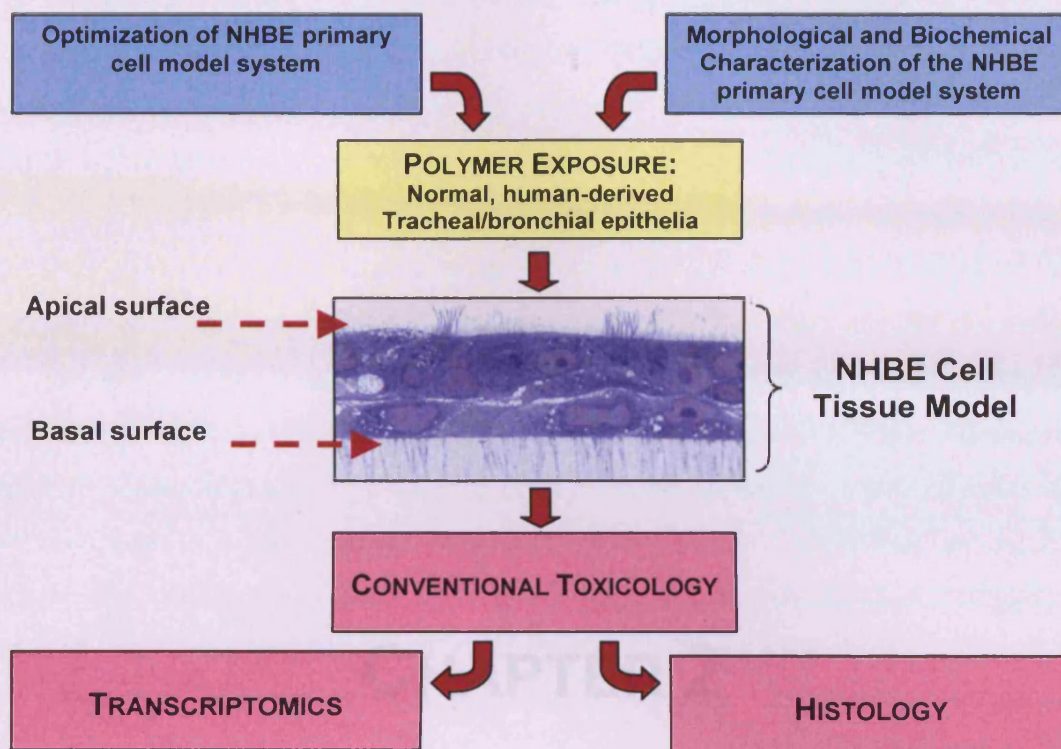 Optimization of NHBE primary
cell model system
Morphological and Biochemical
Characterization of the NHBE
primary cell model system
POLYMER EXPOSURE:
Normal, human-derived
Tracheal/bronchial epithelia
Apical surface
Basal surface
NHBE Cell
Tissue Model
CONVENTIONAL TOXICOLOGY
CHAPTER 2
TRANSCRIPTOMICS
HISTOLOGY